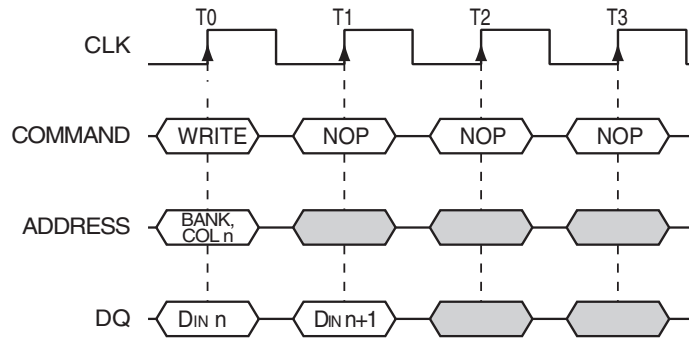 T0 T1 T2 T3
CLK
COMMAND WRITE NOP NOP NOP
BANK,
ADDRESS COL n
DQ DIN n DIN n+1